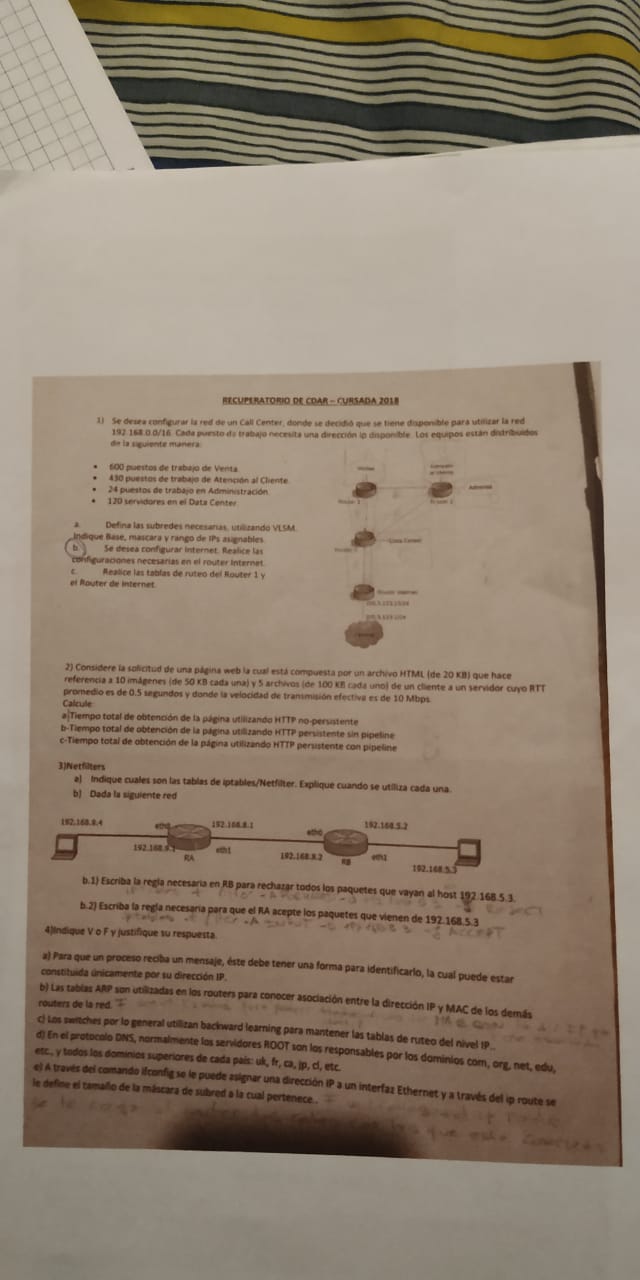 RECUPERATORIO DE CDAR – CURSADA 2018
1) Se desea configurar la red de un Call Center, donde se decidió que se tiene disponible para utilizar la red
192.168.0.0/16. Cada puesto de trabajo necesita una dirección ip disponible. Los equipos están distribuidos
de la siguiente manera:
• 600 puestos de trabajo de Venta
• 430 puestos de trabajo de Atención al Cliente
• 24 puestos de trabajo en Administración
• 120 servidores en el Data Center
a. Defina las subredes necesarias, utilizando VLSM.
Indique Base, mascara y rango de IPs asignables
b. Se desea configurar Internet. Realice las
configuraciones necesarias en el router Internet.
c. Realice las tablas de ruteo del Router 1 y
el Router de Internet
Ventas
Router 1
Data Center
Router Internet
2) Considere la solicitud de una página web la cual está compuesta por un archivo HTML (de 20 KB) que hace
referencia a 10 imágenes (de 50 KB cada una) y 5 archivos (de 100 KB cada uno) de un cliente a un servidor cuyo RTT
promedio es de 0.5 segundos y donde la velocidad de transmisión efectiva es de 10 Mbps.
Calcule:
a-Tiempo total de obtención de la página utilizando HTTP no-persistente
b-Tiempo total de obtención de la página utilizando HTTP persistente sin pipeline
c-Tiempo total de obtención de la página utilizando HTTP persistente con pipeline
3)Netfilters
a) Indique cuales son las tablas de iptables/Netfilter. Explique cuando se utiliza cada una.
b) Dada la siguiente red
192.168.9.4
eth0
192.168.8.1
eth0
192.168.5.2
192.168.9.1
eth1
192.168.8.2
eth1
RA
RB
192.168.5.3
b.1) Escriba la regla necesaria en RB para rechazar todos los paquetes que vayan al host 192.168.5.3.
b.2) Escriba la regla necesaria para que el RA acepte los paquetes que vienen de 192.168.5.3
ACCEPT
4)Indique V o F y justifique su respuesta.
a) Para que un proceso reciba un mensaje, éste debe tener una forma para identificarlo, la cual puede estar
constituida únicamente por su dirección IP.
b) Las tablas ARP son utilizadas en los routers para conocer asociación entre la dirección IP y MAC de los demás
routers de la red.
c) Los switches por lo general utilizan backward learning para mantener las tablas de ruteo del nivel IP..
d) En el protocolo DNS, normalmente los servidores ROOT son los responsables por los dominios com, org, net, edu,
etc., y todos los dominios superiores de cada país: uk, fr, ca, jp, cl, etc.
e) A través del comando ifconfig se le puede asignar una dirección IP a un interfaz Ethernet y a través del ip route se
le define el tamaño de la máscara de subred a la cual pertenece..